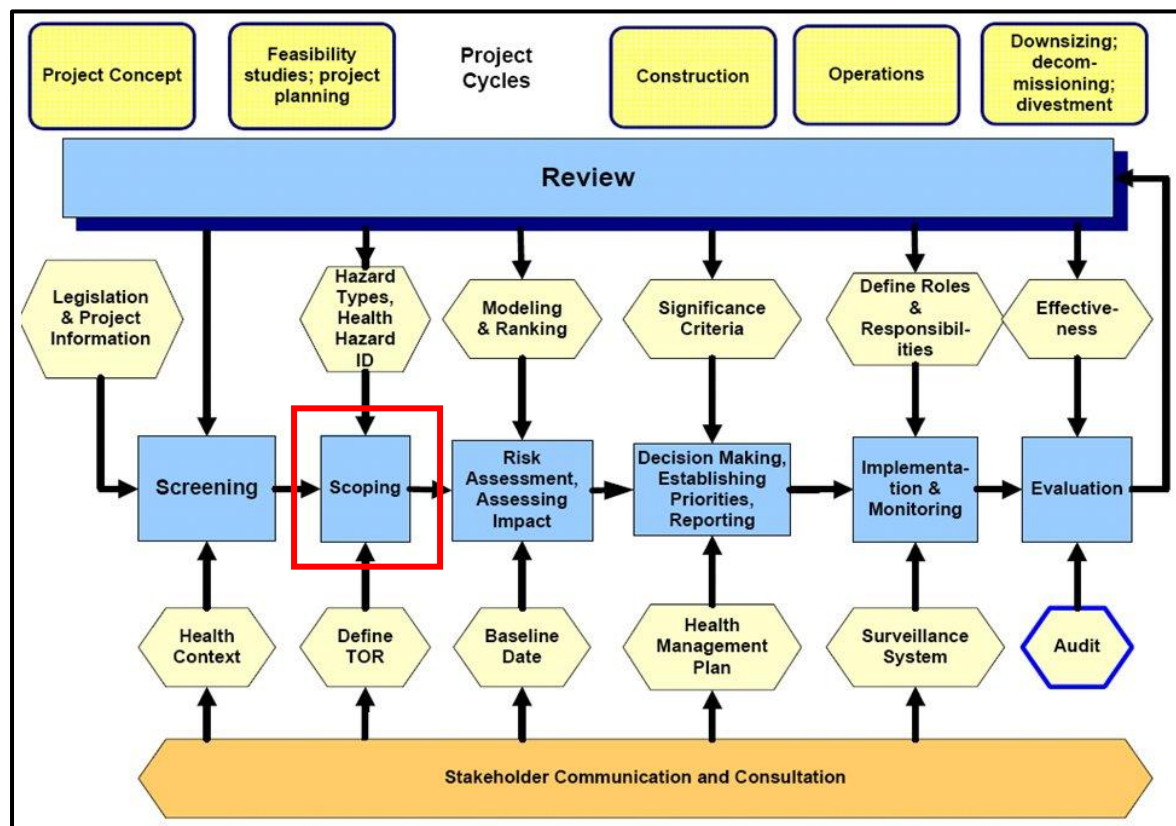 Project Concept
Feasibility
studies; project
planning
Project
Cycles
Construction
Operations
Downsizing;
decom-
missioning;
divestment
Review
Legislation
& Project
Information
Hazard
Types,
Health
Hazard
ID
Modeling
& Ranking
Significance
Criteria
Define Roles
&
Responsibil-
ities
Effective-
ness
Screening
Scoping
Risk
Assessment,
Assessing
Impact
Decision Making,
Establishing
Priorities,
Reporting
Implementa-
tion &
Monitoring
Evaluation
Health
Context
Define
TOR
Baseline
Date
Health
Management
Plan
Surveillance
System
Audit
Stakeholder Communication and Consultation